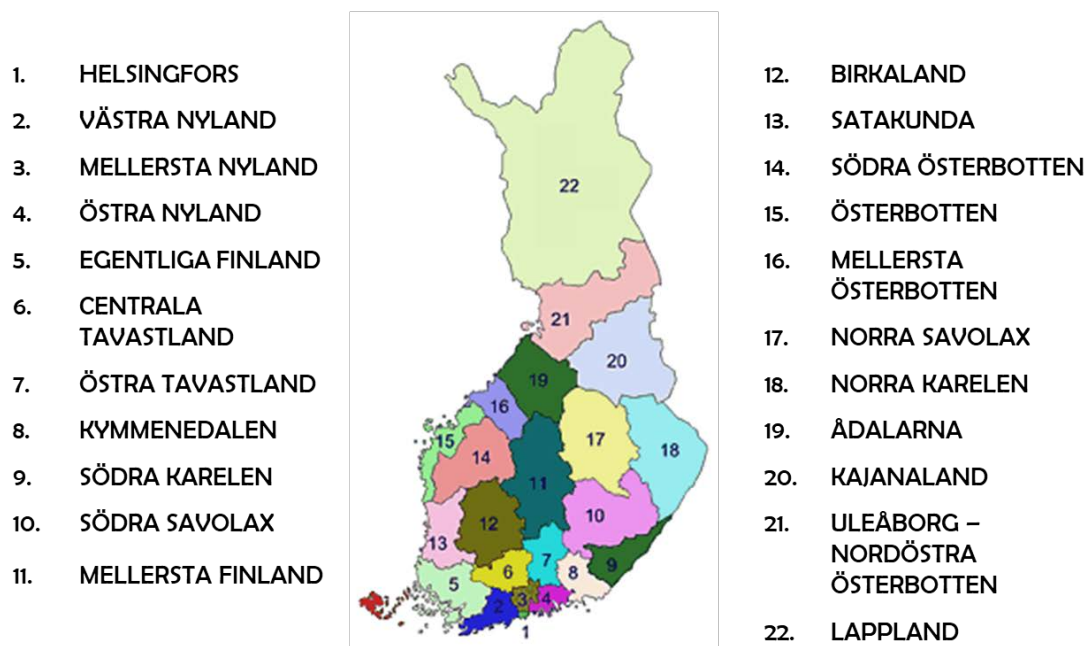 1. HELSINGFORS
2. VÄSTRA NYLAND
3. MELLERSTA NYLAND
4. ÖSTRA NYLAND
5. EGENTLIGA FINLAND
6. CENTRALA
TAVASTLAND
7. ÖSTRA TAVASTLAND
8. KYMMENEDALEN
9. SÖDRA KARELEN
10. SÖDRA SAVOLAX
11. MELLERSTA FINLAND
22
21
20
19
16
15
14
17
18
11
12
10
13
7
9
8
6
5
3
4
2
1
12. BIRKALAND
13. SATAKUNDA
14. SÖDRA ÖSTERBOTTEN
15. ÖSTERBOTTEN
16. MELLERSTA
ÖSTERBOTTEN
17. NORRA SAVOLAX
18. NORRA KARELEN
19. ÅDALARNA
20. KAJANALAND
21. ULEÅBORG –
NORDÖSTRA
ÖSTERBOTTEN
22. LAPPLAND